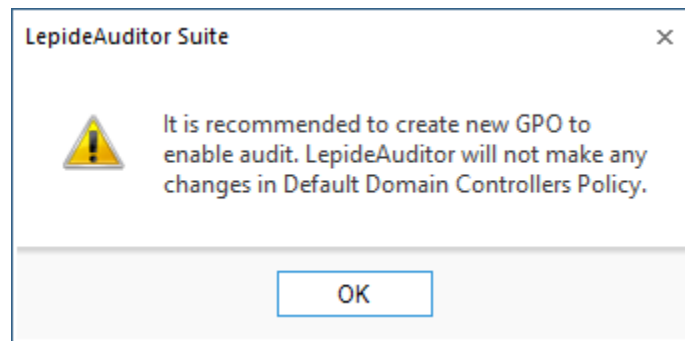 LepideAuditor Suite
It is recommended to create new GPO to
enable audit. LepideAuditor will not make any
changes in Default Domain Controllers Policy.
OK